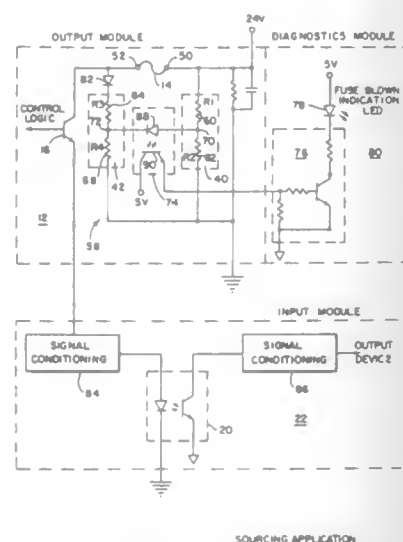 OUTPUT MODULE
DIAGNOSTICS MODULE
24V
52
50
5V
82
14
78
FUSE BLOWN
INDICATION
LED
CONTROL
LOGIC
R3
64
R1
60
88
72
70
16
R4
R2
62
76
80
68
90
42
74
40
12
5V
58
INPUT MODULE
SIGNAL
CONDITIONING
SIGNAL
CONDITIONING
OUTPUT
84
86
20
22
SOURCING APPLICATION